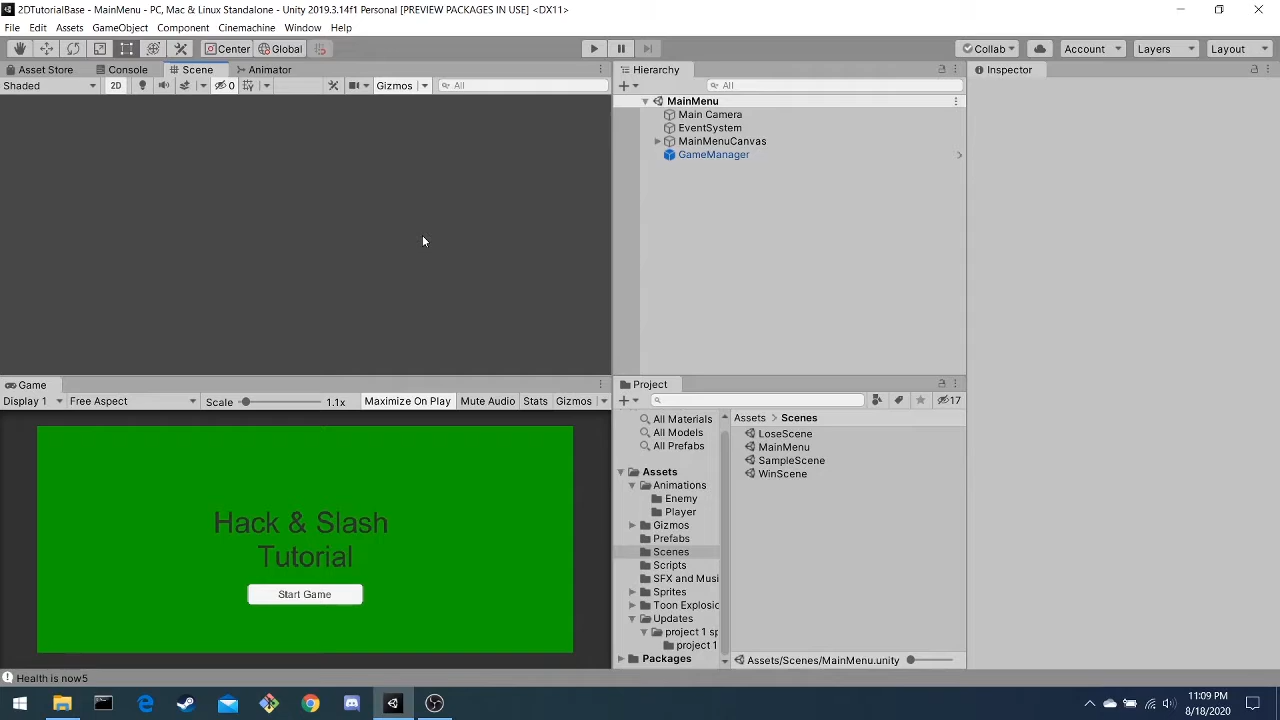 2DTutorialBase - MainMenu - PC, Mac & Linux Standalone - Unity 2019.3.14f1 Personal [PREVIEW PACKAGES IN USE] <DX11>
File Edit Assets GameObject Component Cinemachine Window Help
Center Global Collab Account Layers Layout
Asset Store Console Scene Animator
Shaded 2D 0 Gizmos All
Hierarchy
All
MainMenu
Main Camera
EventSystem
MainMenuCanvas
GameManager
Inspector
Game
Display 1 Free Aspect Scale 1.1x Maximize On Play Mute Audio Stats Gizmos
Hack & Slash
Tutorial
Start Game
Project
17
All Materials
All Models
All Prefabs
Assets
Animations
Enemy
Player
Gizmos
Prefabs
Scenes
Scripts
SFX and Musi
Sprites
Toon Explosic
Updates
project 1 sp
project 1
Packages
Assets > Scenes
LoseScene
MainMenu
SampleScene
WinScene
Assets/Scenes/MainMenu.unity
Health is now5
11:09 PM
8/18/2020